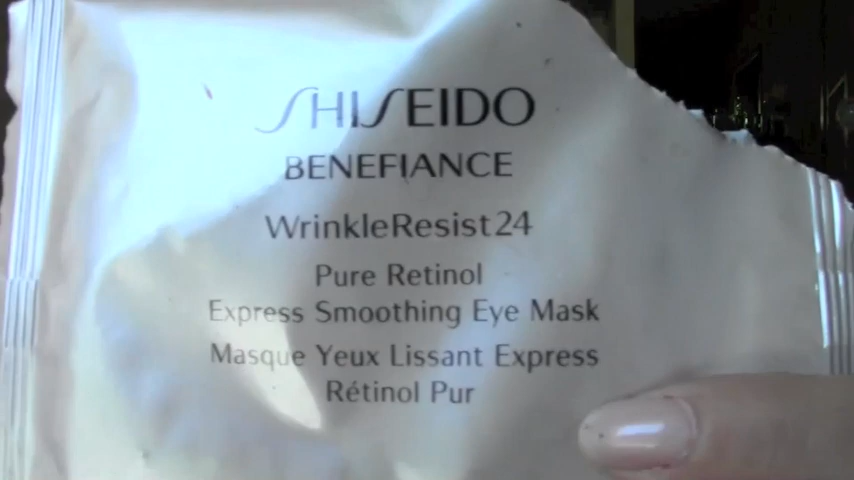 SHISEIDO
BENEFIANCE
WrinkleResist24
Pure Retinol
Express Smoothing Eye Mask
Masque Yeux Lissant Express
Rétinol Pur